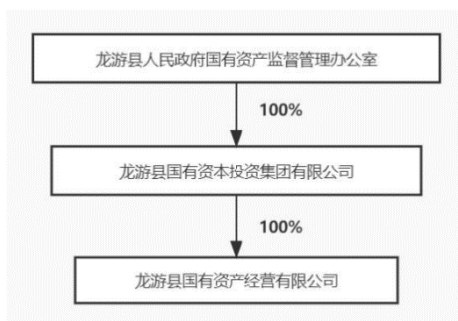 龙游县人民政府国有资产监督管理办公室
100%
龙游县国有资本投资集团有限公司
100%
龙游县国有资产经营有限公司